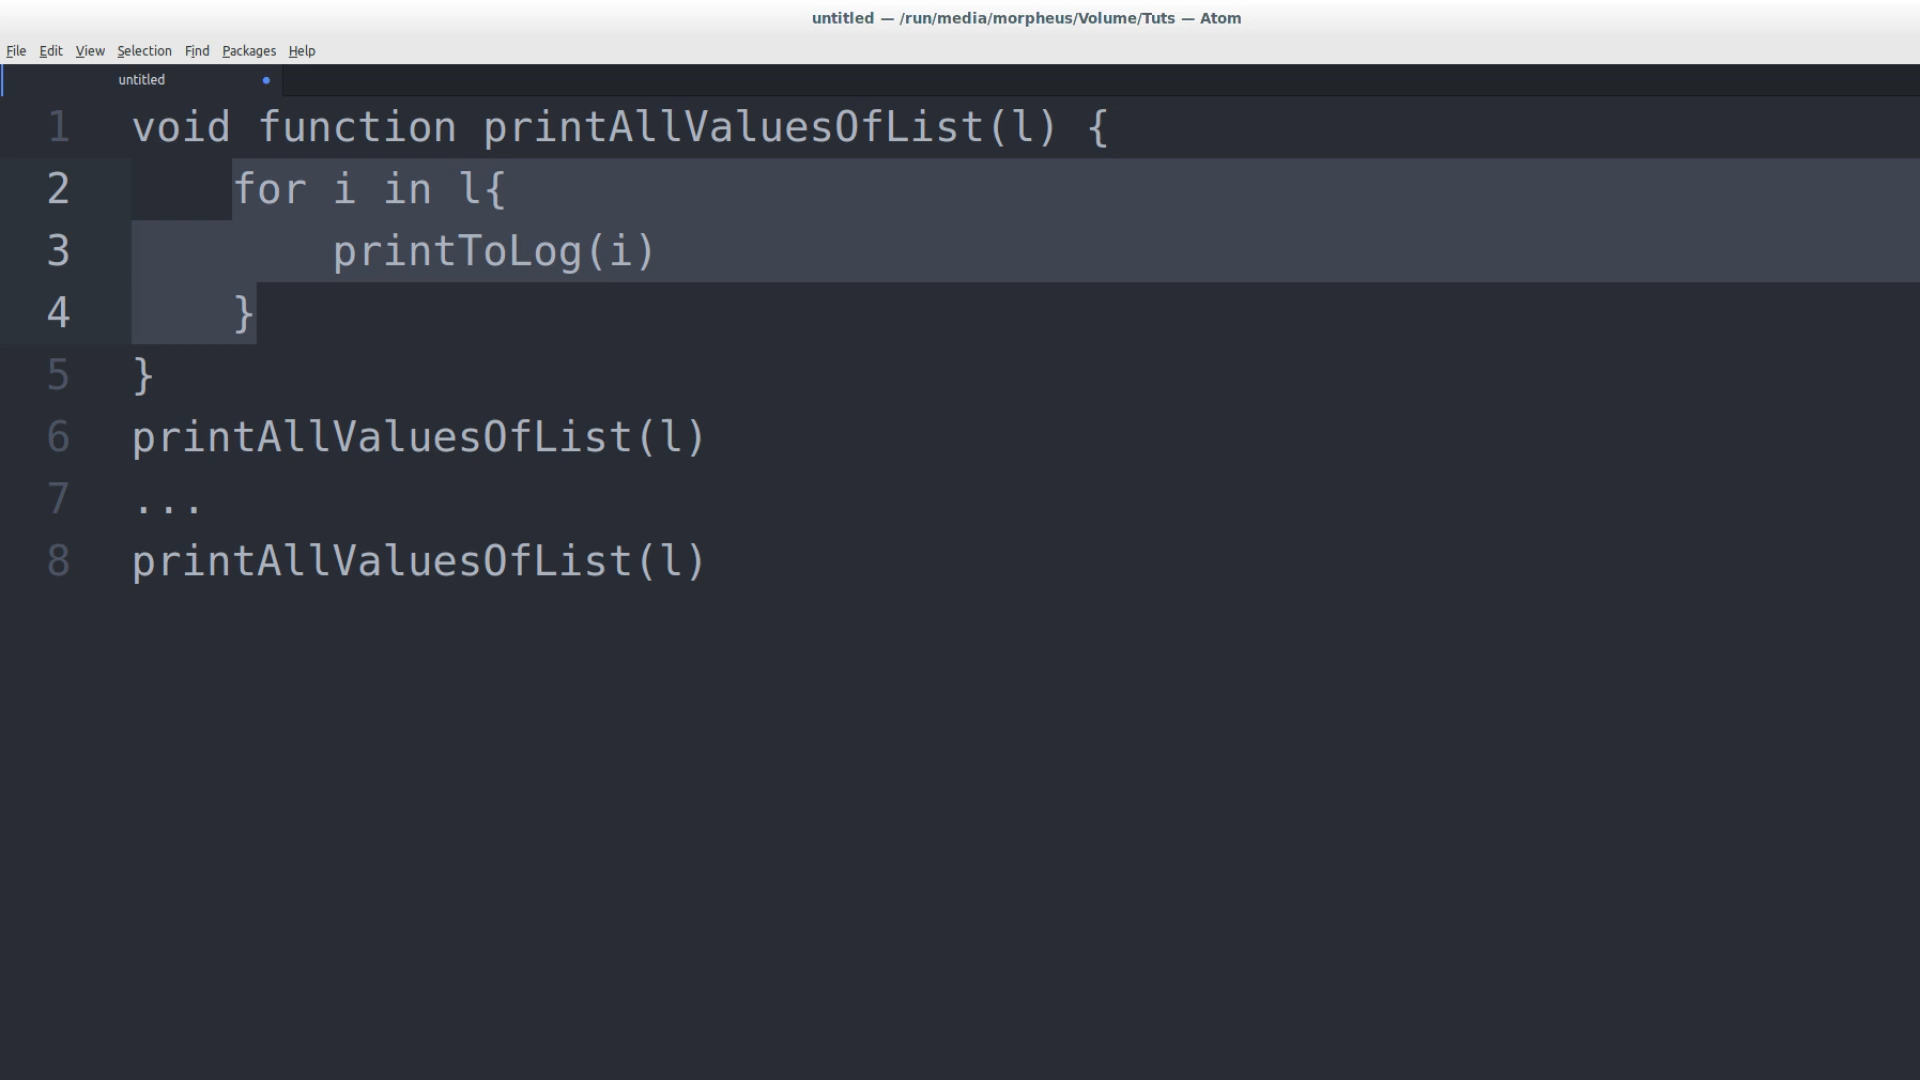 untitled — /run/media/morpheus/Volume/Tuts — Atom
File Edit View Selection Find Packages Help
untitled
1 void function printAllValuesOfList(l) {
2     for i in l{
3         printToLog(i)
4     }
5 }
6 printAllValuesOfList(l)
7 ...
8 printAllValuesOfList(l)